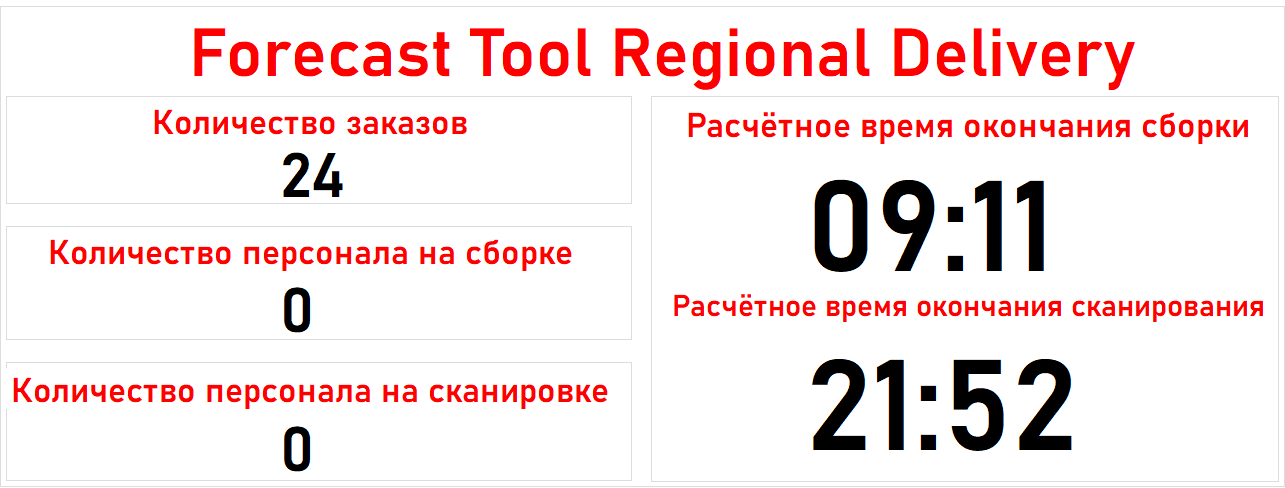 Forecast Tool Regional Delivery
Количество заказов
24
Количество персонала на сборке
0
Количество персонала на сканировке
0
Расчётное время окончания сборки
09:11
Расчётное время окончания сканирования
21:52